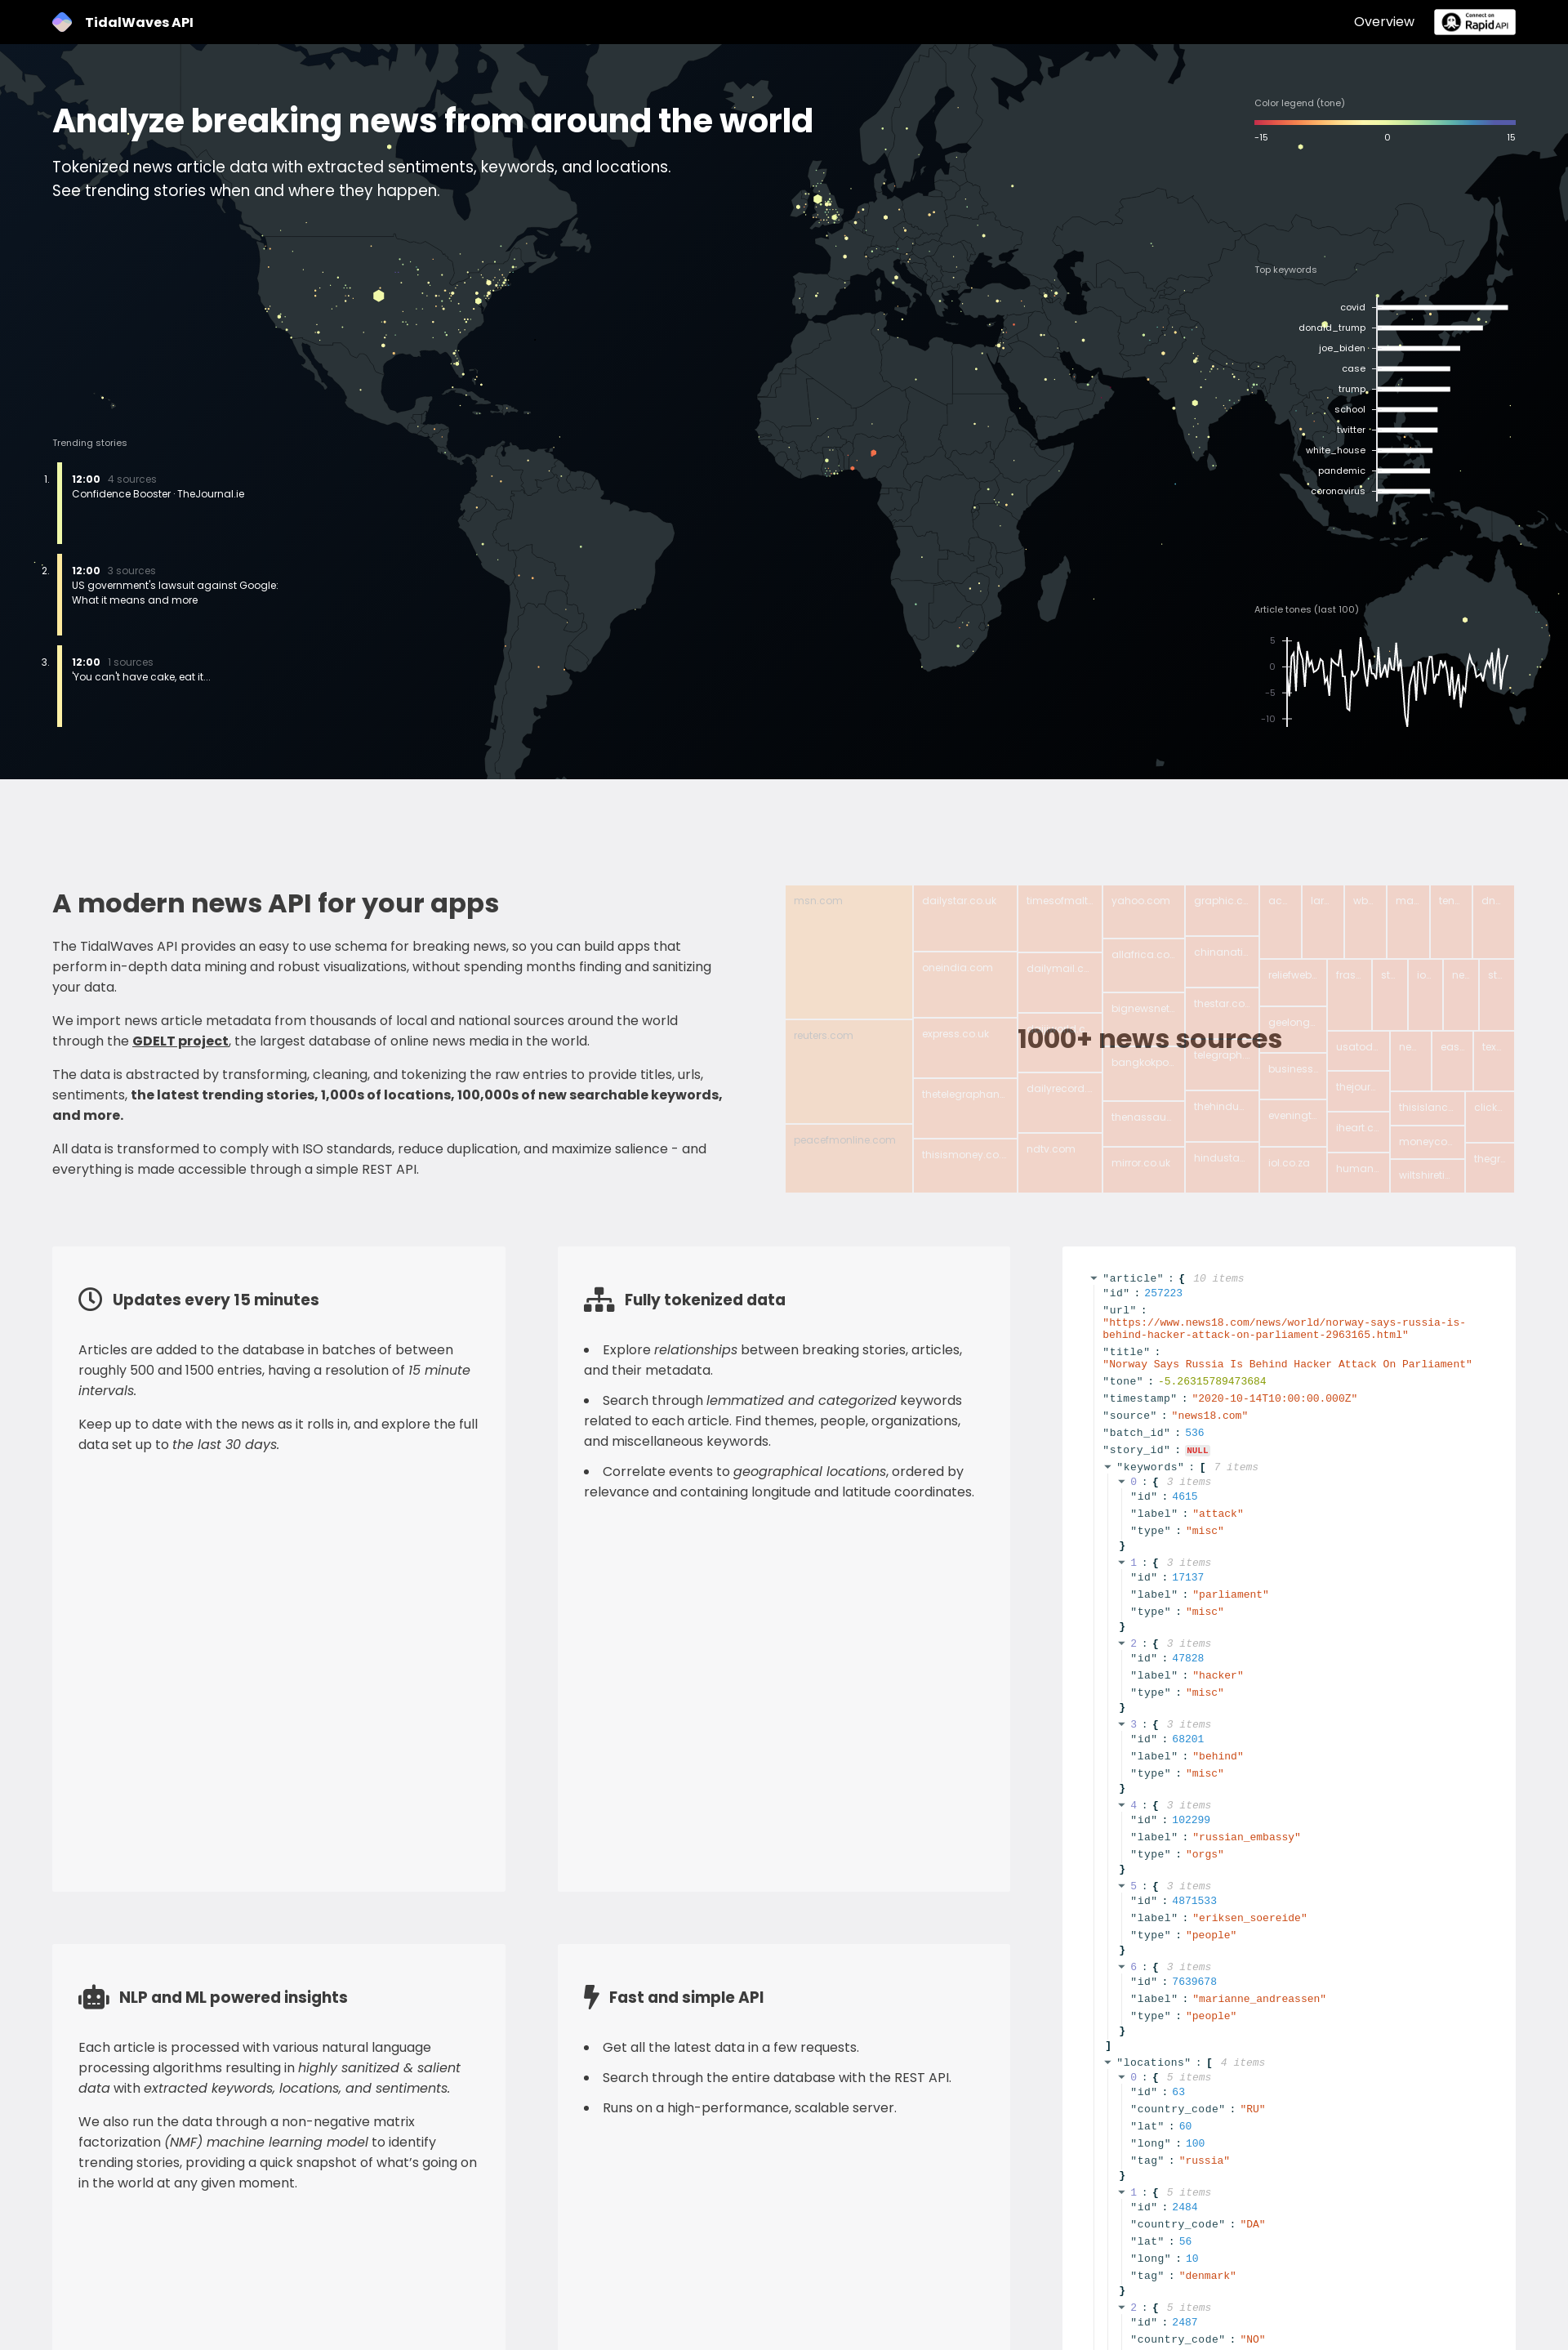 TidalWaves API
Overview
Connect on
Rapid API
Analyze breaking news from around the world
Tokenized news article data with extracted sentiments, keywords, and locations.
See trending stories when and where they happen.
Color legend (tone)
-15 0 15
Top keywords
covid
donald_trump
joe_biden
case
trump
school
twitter
white_house
pandemic
coronavirus
Trending stories
1. 12:00 4 sources
Confidence Booster · TheJournal.ie
2. 12:00 3 sources
US government's lawsuit against Google:
What it means and more
3. 12:00 1 sources
'You can't have cake, eat it...
Article tones (last 100)
5
0
-5
-10
A modern news API for your apps
The TidalWaves API provides an easy to use schema for breaking news, so you can build apps that
perform in-depth data mining and robust visualizations, without spending months finding and sanitizing
your data.
We import news article metadata from thousands of local and national sources around the world
through the GDELT project, the largest database of online news media in the world.
The data is abstracted by transforming, cleaning, and tokenizing the raw entries to provide titles, urls,
sentiments, the latest trending stories, 1,000s of locations, 100,000s of new searchable keywords,
and more.
All data is transformed to comply with ISO standards, reduce duplication, and maximize salience - and
everything is made accessible through a simple REST API.
1000+ news sources
msn.com
reuters.com
peacefmonline.com
dailystar.co.uk
oneindia.com
express.co.uk
thetelegraphan...
thisismoney.co...
timesofmalt...
dailymail.c...
dailyrecord...
ndtv.com
yahoo.com
allafrica.co...
bignewsnet...
bangkokpo...
thenassau...
mirror.co.uk
graphic.c...
chinanati...
thestar.co...
telegraph...
thehindu...
hindusta...
ac...
lar...
wb...
ma...
ten...
dn...
reliefweb...
geelong...
business...
eveningt...
iol.co.za
fras...
st...
io...
ne...
st...
usatod...
thejour...
iheart.c...
human...
ne...
eas...
tex...
thisislanc...
moneyco...
wiltshireti...
click...
thegr...
Updates every 15 minutes
Articles are added to the database in batches of between
roughly 500 and 1500 entries, having a resolution of 15 minute
intervals.
Keep up to date with the news as it rolls in, and explore the full
data set up to the last 30 days.
Fully tokenized data
• Explore relationships between breaking stories, articles,
and their metadata.
• Search through lemmatized and categorized keywords
related to each article. Find themes, people, organizations,
and miscellaneous keywords.
• Correlate events to geographical locations, ordered by
relevance and containing longitude and latitude coordinates.
NLP and ML powered insights
Each article is processed with various natural language
processing algorithms resulting in highly sanitized & salient
data with extracted keywords, locations, and sentiments.
We also run the data through a non-negative matrix
factorization (NMF) machine learning model to identify
trending stories, providing a quick snapshot of what's going on
in the world at any given moment.
Fast and simple API
• Get all the latest data in a few requests.
• Search through the entire database with the REST API.
• Runs on a high-performance, scalable server.
"article" : { 10 items
"id" : 257223
"url" :
"https://www.news18.com/news/world/norway-says-russia-is-
behind-hacker-attack-on-parliament-2963165.html"
"title" :
"Norway Says Russia Is Behind Hacker Attack On Parliament"
"tone" : -5.26315789473684
"timestamp" : "2020-10-14T10:00:00.000Z"
"source" : "news18.com"
"batch_id" : 536
"story_id" : NULL
"keywords" : [ 7 items
0 : { 3 items
"id" : 4615
"label" : "attack"
"type" : "misc"
}
1 : { 3 items
"id" : 17137
"label" : "parliament"
"type" : "misc"
}
2 : { 3 items
"id" : 47828
"label" : "hacker"
"type" : "misc"
}
3 : { 3 items
"id" : 68201
"label" : "behind"
"type" : "misc"
}
4 : { 3 items
"id" : 102299
"label" : "russian_embassy"
"type" : "orgs"
}
5 : { 3 items
"id" : 4871533
"label" : "eriksen_soereide"
"type" : "people"
}
6 : { 3 items
"id" : 7639678
"label" : "marianne_andreassen"
"type" : "people"
}
]
"locations" : [ 4 items
0 : { 5 items
"id" : 63
"country_code" : "RU"
"lat" : 60
"long" : 100
"tag" : "russia"
}
1 : { 5 items
"id" : 2484
"country_code" : "DA"
"lat" : 56
"long" : 10
"tag" : "denmark"
}
2 : { 5 items
"id" : 2487
"country_code" : "NO"